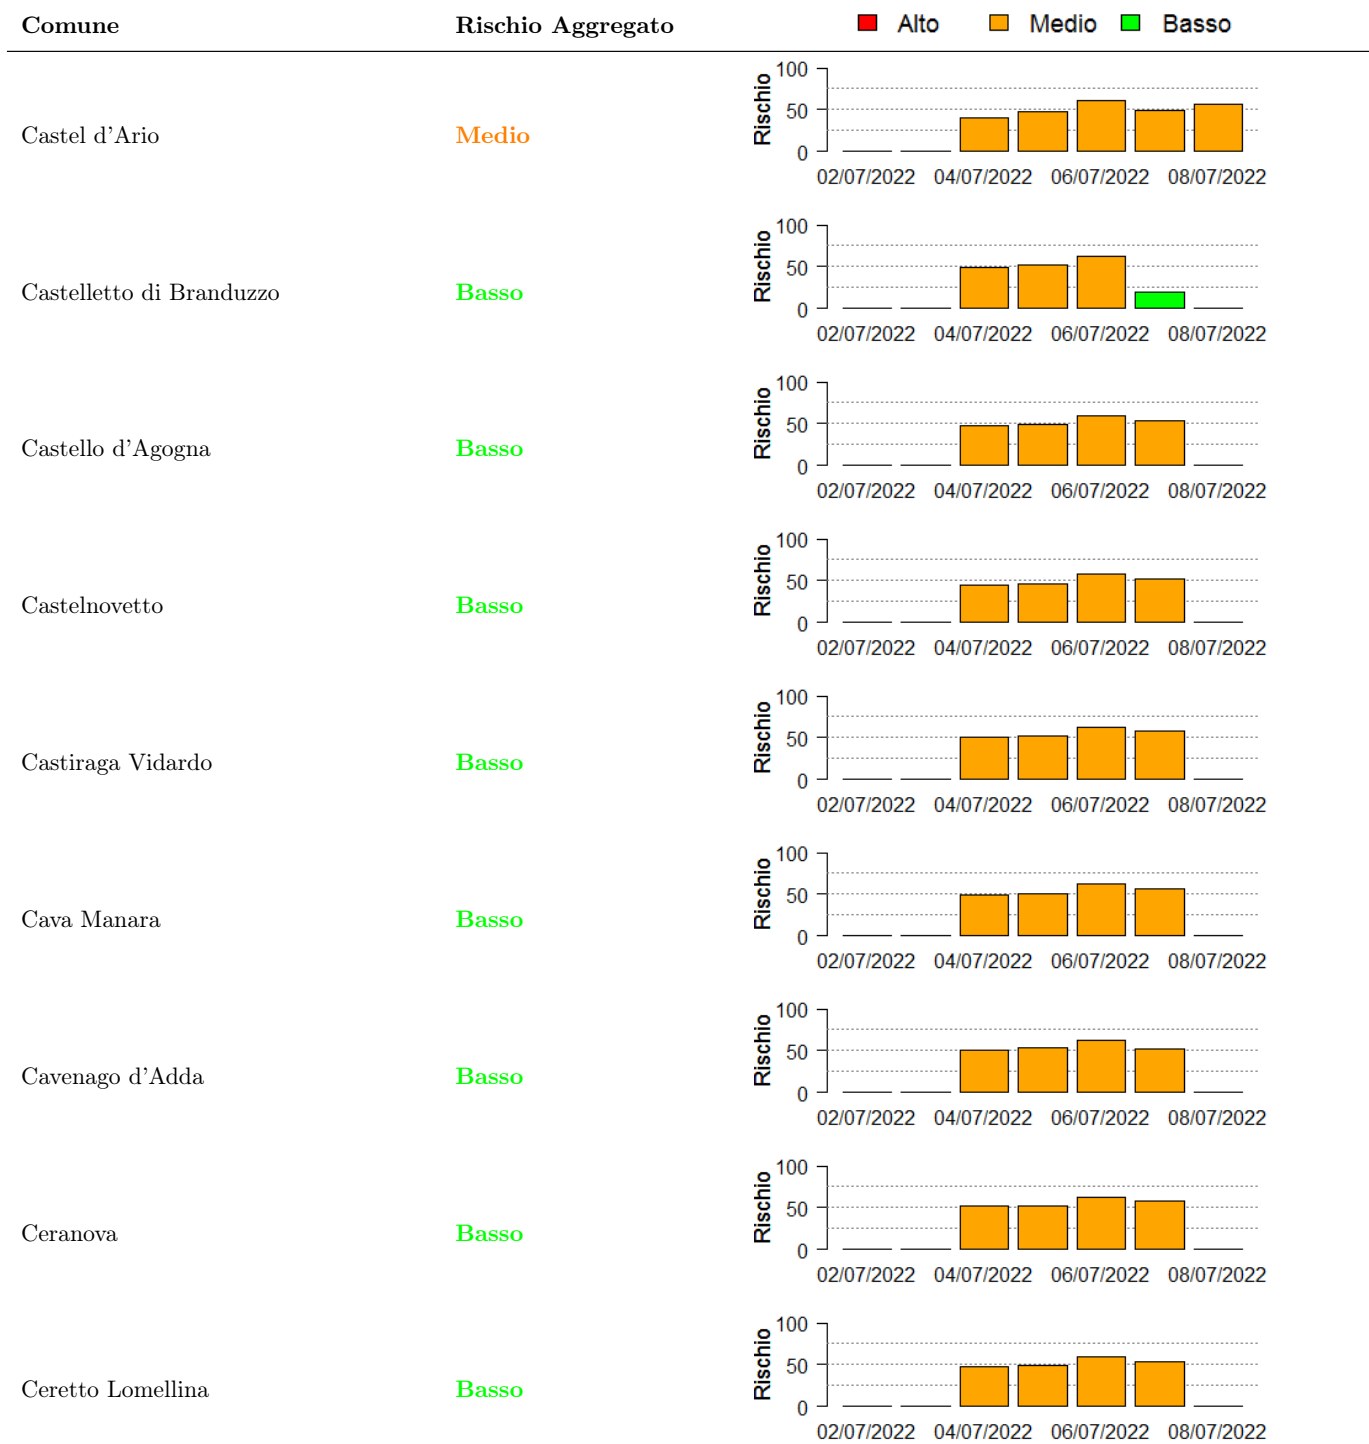 Comune Rischio Aggregato Alto Medio Basso
Castel d'Ario Medio
Rischio
100
50
0
02/07/2022 04/07/2022 06/07/2022 08/07/2022
Castelletto di Branduzzo Basso
Rischio
100
50
0
02/07/2022 04/07/2022 06/07/2022 08/07/2022
Castello d'Agogna Basso
Rischio
100
50
0
02/07/2022 04/07/2022 06/07/2022 08/07/2022
Castelnovetto Basso
Rischio
100
50
0
02/07/2022 04/07/2022 06/07/2022 08/07/2022
Castiraga Vidardo Basso
Rischio
100
50
0
02/07/2022 04/07/2022 06/07/2022 08/07/2022
Cava Manara Basso
Rischio
100
50
0
02/07/2022 04/07/2022 06/07/2022 08/07/2022
Cavenago d'Adda Basso
Rischio
100
50
0
02/07/2022 04/07/2022 06/07/2022 08/07/2022
Ceranova Basso
Rischio
100
50
0
02/07/2022 04/07/2022 06/07/2022 08/07/2022
Ceretto Lomellina Basso
Rischio
100
50
0
02/07/2022 04/07/2022 06/07/2022 08/07/2022